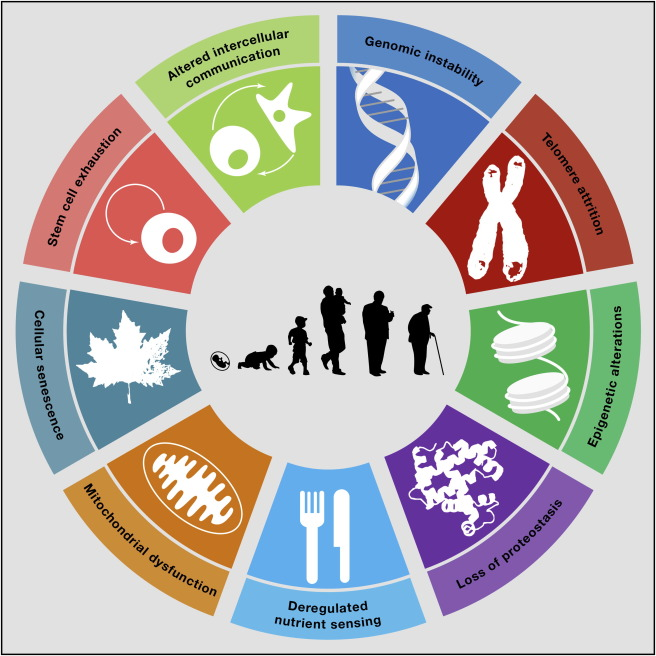 Altered intercellular
communication
Genomic instability
Telomere attrition
Epigenetic alterations
Loss of proteostasis
Deregulated
nutrient sensing
Mitochondrial dysfunction
Cellular senescence
Stem cell exhaustion